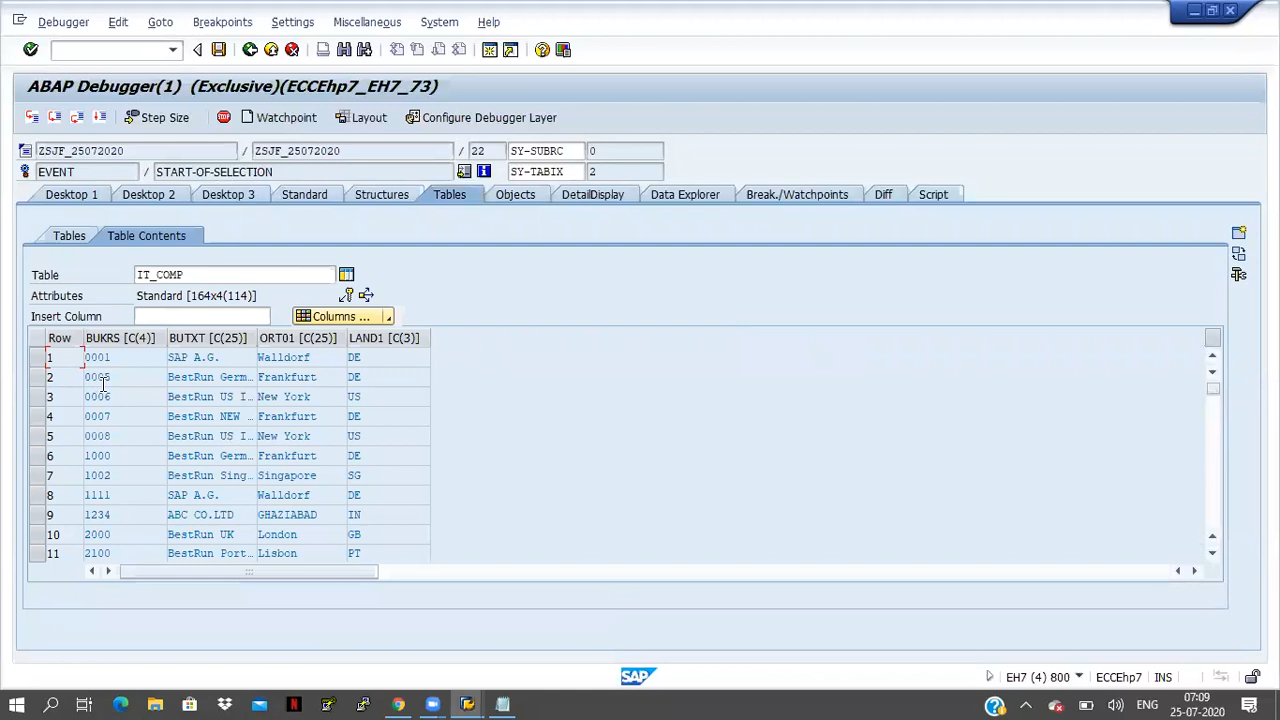 Debugger Edit Goto Breakpoints Settings Miscellaneous System Help
ABAP Debugger(1) (Exclusive)(ECCEhp7_EH7_73)
Step Size Watchpoint Layout Configure Debugger Layer
ZSJF_25072020 / ZSJF_25072020 / 22 SY-SUBRC 0
EVENT / START-OF-SELECTION SY-TABIX 2
Desktop 1 Desktop 2 Desktop 3 Standard Structures Tables Objects DetailDisplay Data Explorer Break./Watchpoints Diff Script
Tables Table Contents
Table IT_COMP
Attributes Standard [164x4(114)]
Insert Column Columns ...
Row BUKRS [C(4)] BUTXT [C(25)] ORT01 [C(25)] LAND1 [C(3)]
1 0001 SAP A.G. Walldorf DE
2 0005 BestRun Germ... Frankfurt DE
3 0006 BestRun US I... New York US
4 0007 BestRun NEW ... Frankfurt DE
5 0008 BestRun US I... New York US
6 1000 BestRun Germ... Frankfurt DE
7 1002 BestRun Sing... Singapore SG
8 1111 SAP A.G. Walldorf DE
9 1234 ABC CO.LTD GHAZIABAD IN
10 2000 BestRun UK London GB
11 2100 BestRun Port... Lisbon PT
SAP EH7 (4) 800 ECCEhp7 INS
ENG 07:09
25-07-2020